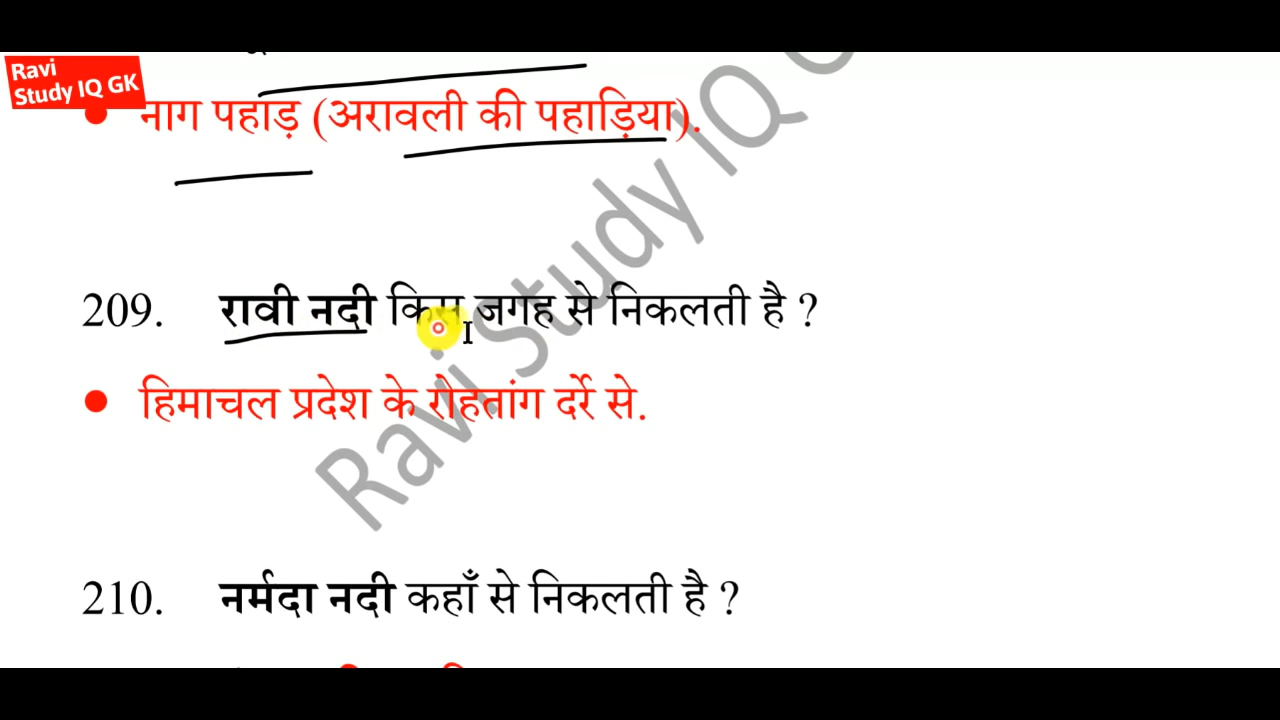 Ravi
Study IQ GK
नाग पहाड़ (अरावली की पहाड़िया).
209. रावी नदी किस जगह से निकलती है ?
हिमाचल प्रदेश के रोहतांग दर्रे से.
210. नर्मदा नदी कहाँ से निकलती है ?
Ravi Study IQ G